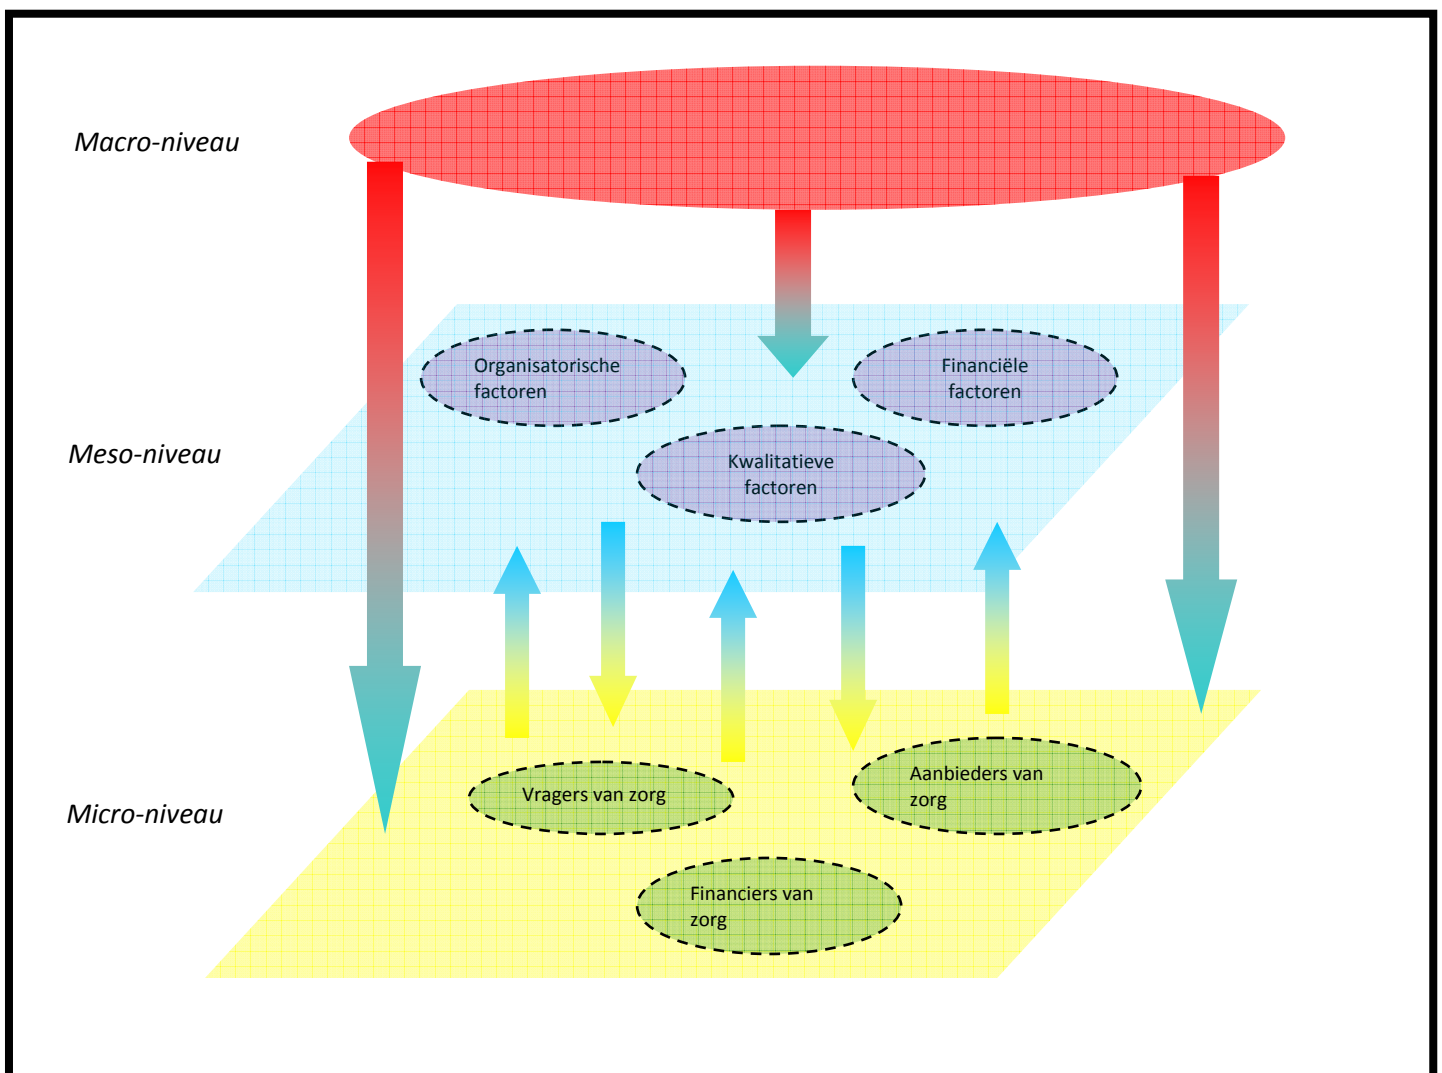 Macro-niveau
Organisatorische
factoren
Financiële
factoren
Meso-niveau
Kwalitatieve
factoren
Aanbieders van
zorg
Vragers van zorg
Micro-niveau
Financiers van
zorg